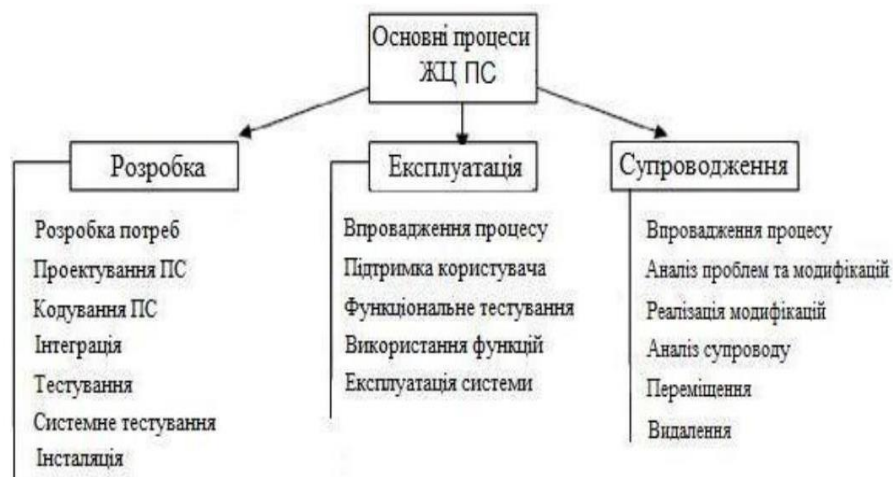 Основні процеси
ЖЦ ПС
Розробка
Розробка потреб
Проектування ПС
Кодування ПС
Інтеграція
Тестування
Системне тестування
Інсталяція
Експлуатація
Впровадження процесу
Підтримка користувача
Функціональне тестування
Використання функцій
Експлуатація системи
Супроводження
Впровадження процесу
Аналіз проблем та модифікацій
Реалізація модифікацій
Аналіз супроводу
Переміщення
Видалення